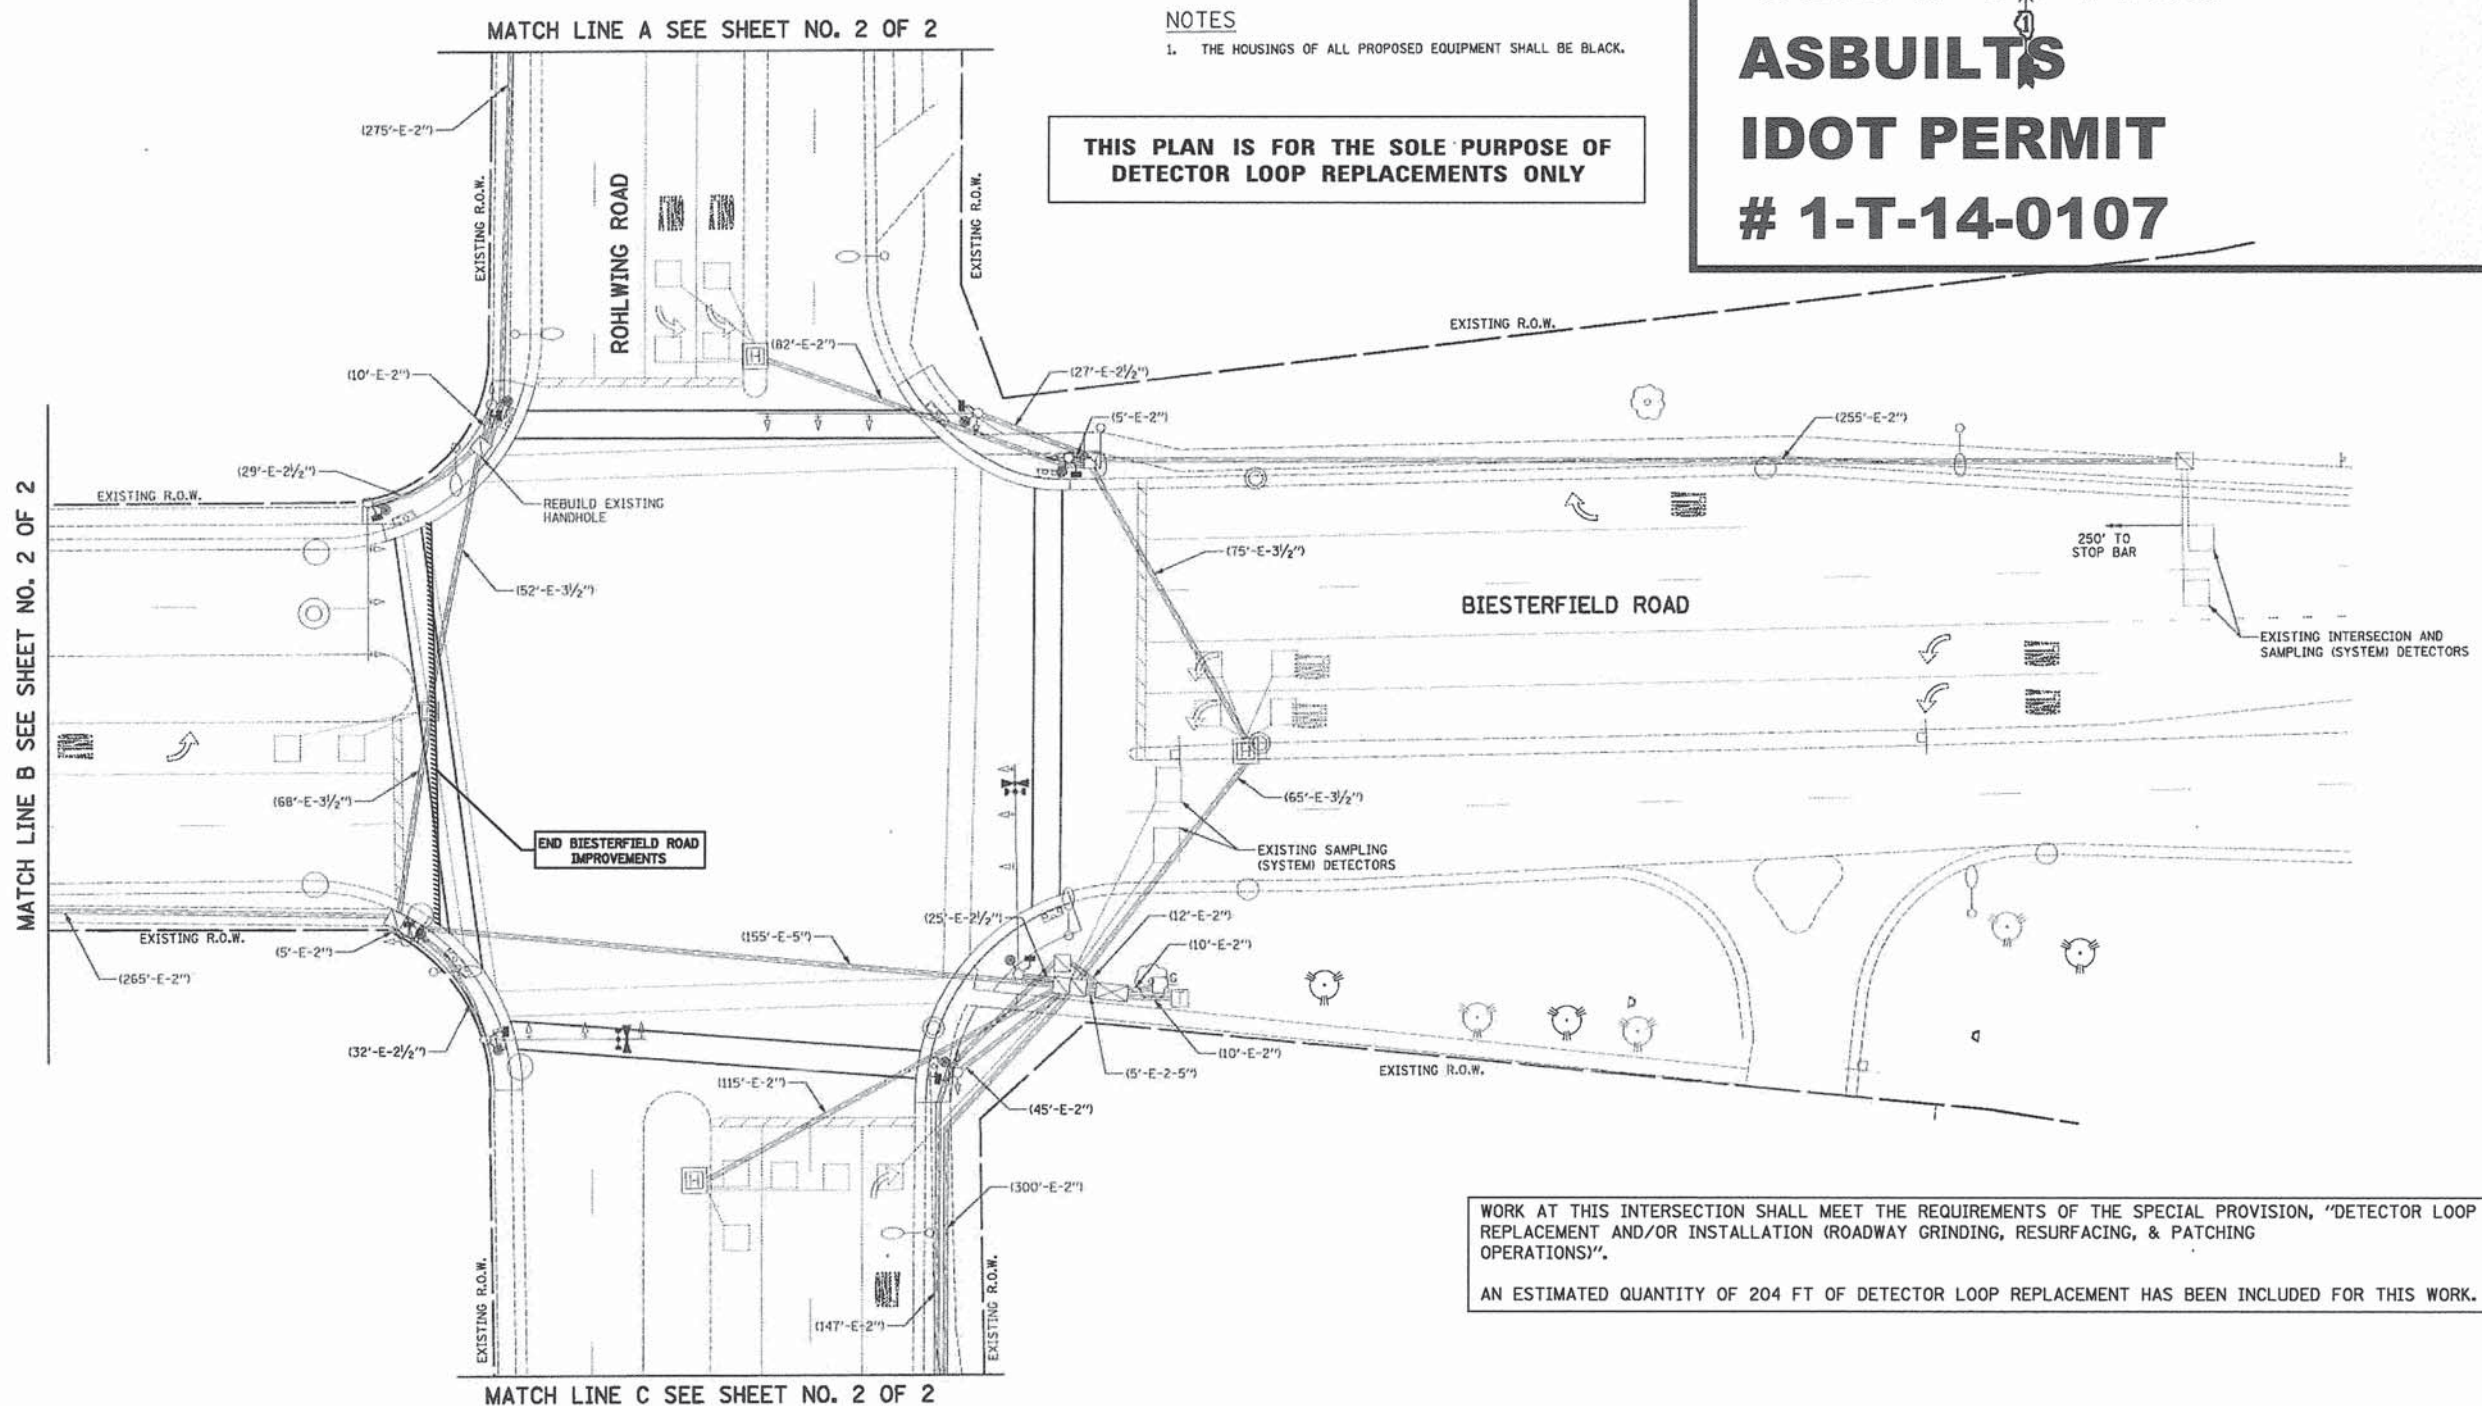 MATCH LINE A SEE SHEET NO. 2 OF 2
NOTES
1. THE HOUSINGS OF ALL PROPOSED EQUIPMENT SHALL BE BLACK.
THIS PLAN IS FOR THE SOLE PURPOSE OF
DETECTOR LOOP REPLACEMENTS ONLY
1
ASBUILTS
IDOT PERMIT
# 1-T-14-0107
(275'-E-2")
EXISTING R.O.W.
ROHLWING ROAD
EXISTING R.O.W.
EXISTING R.O.W.
(82'-E-2")
(10'-E-2")
(27'-E-2½")
(5'-E-2")
(255'-E-2")
(29'-E-2½")
EXISTING R.O.W.
REBUILD EXISTING
HANDHOLE
MATCH LINE B SEE SHEET NO. 2 OF 2
(52'-E-3½")
(75'-E-3½")
250' TO
STOP BAR
BIESTERFIELD ROAD
EXISTING INTERSECION AND
SAMPLING (SYSTEM) DETECTORS
H
H
(68'-E-3½")
(65'-E-3½")
END BIESTERFIELD ROAD
IMPROVEMENTS
EXISTING SAMPLING
(SYSTEM) DETECTORS
EXISTING R.O.W.
(5'-E-2")
(265'-E-2")
(155'-E-5")
(25'-E-2½")
(12'-E-2")
(10'-E-2")
G
T
(10'-E-2")
(5'-E-2-5")
(32'-E-2½")
(115'-E-2")
(45'-E-2")
EXISTING R.O.W.
H
(300'-E-2")
(147'-E-2")
EXISTING R.O.W.
EXISTING R.O.W.
MATCH LINE C SEE SHEET NO. 2 OF 2
WORK AT THIS INTERSECTION SHALL MEET THE REQUIREMENTS OF THE SPECIAL PROVISION, "DETECTOR LOOP
REPLACEMENT AND/OR INSTALLATION (ROADWAY GRINDING, RESURFACING, & PATCHING
OPERATIONS)".
AN ESTIMATED QUANTITY OF 204 FT OF DETECTOR LOOP REPLACEMENT HAS BEEN INCLUDED FOR THIS WORK.